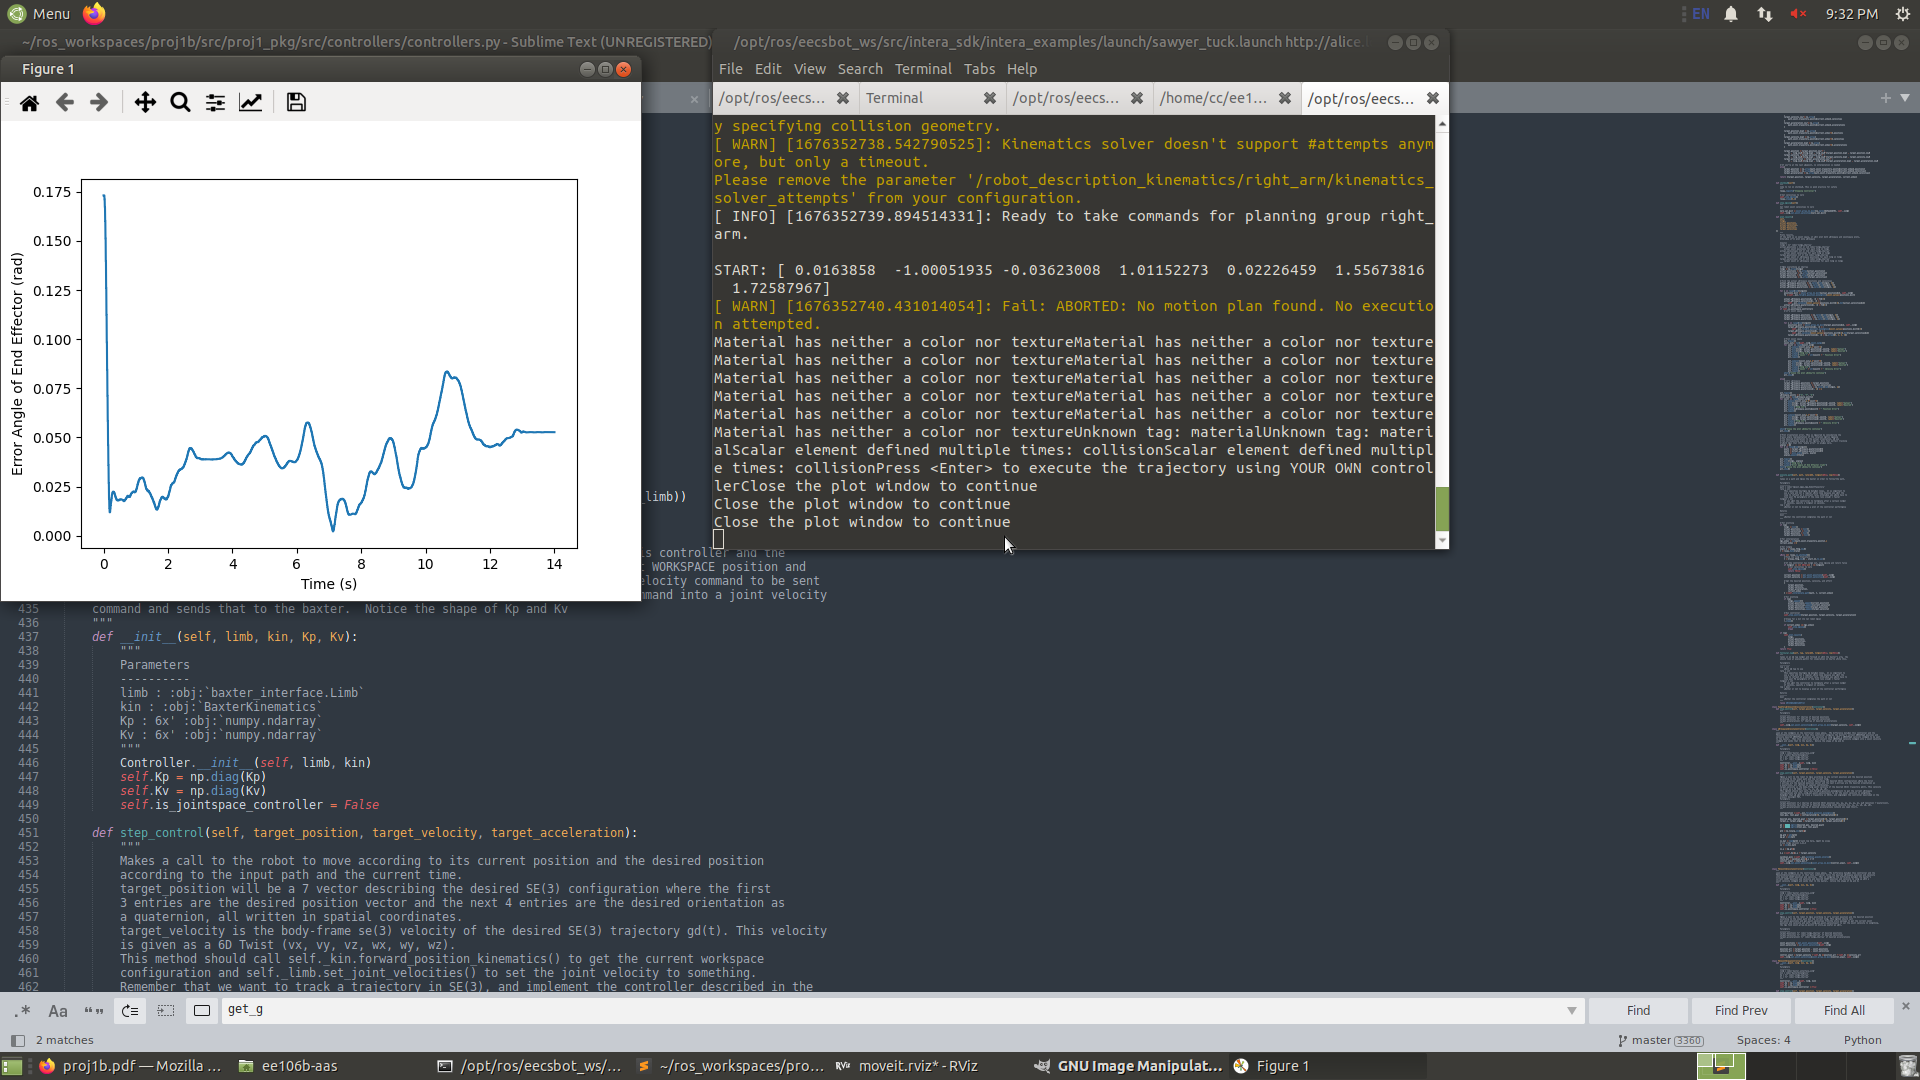 Menu
EN
9:32 PM
~/ros_workspaces/proj1b/src/proj1_pkg/src/controllers/controllers.py - Sublime Text (UNREGISTERED)
/opt/ros/eecsbot_ws/src/intera_sdk/intera_examples/launch/sawyer_tuck.launch http://alice.
Figure 1
File Edit View Search Terminal Tabs Help
/opt/ros/eecs... Terminal /opt/ros/eecs... /home/cc/ee1... /opt/ros/eecs...
y specifying collision geometry.
[ WARN] [1676352738.542790525]: Kinematics solver doesn't support #attempts anym
ore, but only a timeout.
Please remove the parameter '/robot_description_kinematics/right_arm/kinematics_
solver_attempts' from your configuration.
[ INFO] [1676352739.894514331]: Ready to take commands for planning group right_
arm.
START: [ 0.0163858  -1.00051935 -0.03623008  1.01152273  0.02226459  1.55673816
  1.72587967]
[ WARN] [1676352740.431014054]: Fail: ABORTED: No motion plan found. No executio
n attempted.
Material has neither a color nor textureMaterial has neither a color nor texture
Material has neither a color nor textureMaterial has neither a color nor texture
Material has neither a color nor textureMaterial has neither a color nor texture
Material has neither a color nor textureMaterial has neither a color nor texture
Material has neither a color nor textureMaterial has neither a color nor texture
Material has neither a color nor textureUnknown tag: materialUnknown tag: materi
alScalar element defined multiple times: collisionScalar element defined multipl
e times: collisionPress <Enter> to execute the trajectory using YOUR OWN control
lerClose the plot window to continue
Close the plot window to continue
Close the plot window to continue
0.175
0.150
0.125
0.100
0.075
0.050
0.025
0.000
Error Angle of End Effector (rad)
0 2 4 6 8 10 12 14
Time (s)
_limb))
is controller and the
WORKSPACE position and
elocity command to be sent
mmand into a joint velocity
435 command and sends that to the baxter.  Notice the shape of Kp and Kv
436 """
437 def __init__(self, limb, kin, Kp, Kv):
438 """
439 Parameters
440 ----------
441 limb : :obj:`baxter_interface.Limb`
442 kin : :obj:`BaxterKinematics`
443 Kp : 6x' :obj:`numpy.ndarray`
444 Kv : 6x' :obj:`numpy.ndarray`
445 """
446 Controller.__init__(self, limb, kin)
447 self.Kp = np.diag(Kp)
448 self.Kv = np.diag(Kv)
449 self.is_jointspace_controller = False
450
451 def step_control(self, target_position, target_velocity, target_acceleration):
452 """
453 Makes a call to the robot to move according to its current position and the desired position
454 according to the input path and the current time.
455 target_position will be a 7 vector describing the desired SE(3) configuration where the first
456 3 entries are the desired position vector and the next 4 entries are the desired orientation as
457 a quaternion, all written in spatial coordinates.
458 target_velocity is the body-frame se(3) velocity of the desired SE(3) trajectory gd(t). This velocity
459 is given as a 6D Twist (vx, vy, vz, wx, wy, wz).
460 This method should call self._kin.forward_position_kinematics() to get the current workspace
461 configuration and self._limb.set_joint_velocities() to set the joint velocity to something.
462 Remember that we want to track a trajectory in SE(3), and implement the controller described in the
.* Aa “ ” get_g Find Find Prev Find All
2 matches master 3360 Spaces: 4 Python
proj1b.pdf — Mozilla ... ee106b-aas /opt/ros/eecsbot_ws/... ~/ros_workspaces/pro... RViz moveit.rviz* - RViz GNU Image Manipulat... Figure 1